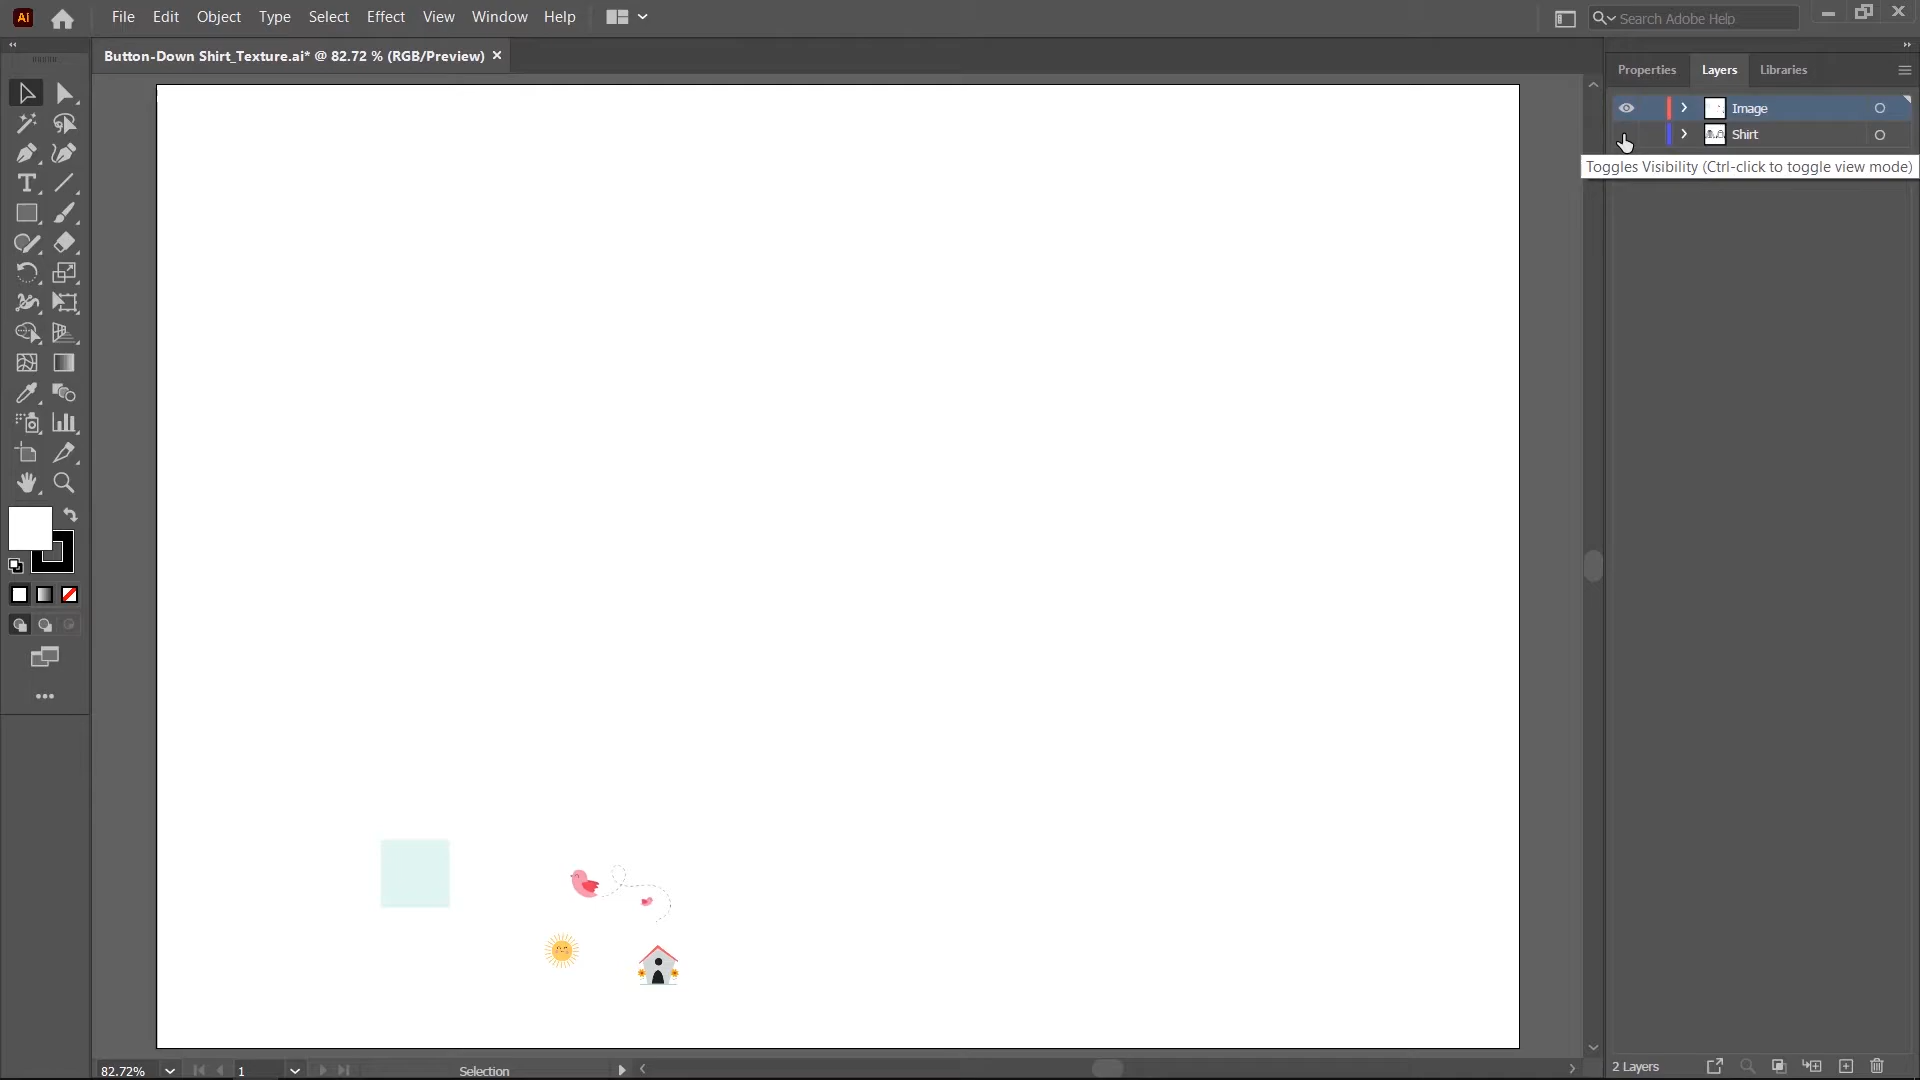 Ai
File Edit Object Type Select Effect View Window Help
Search Adobe Help
Button-Down Shirt_Texture.ai* @ 82.72 % (RGB/Preview)
Properties Layers Libraries
Image
Shirt
Toggles Visibility (Ctrl-click to toggle view mode)
82.72% 1 Selection
2 Layers